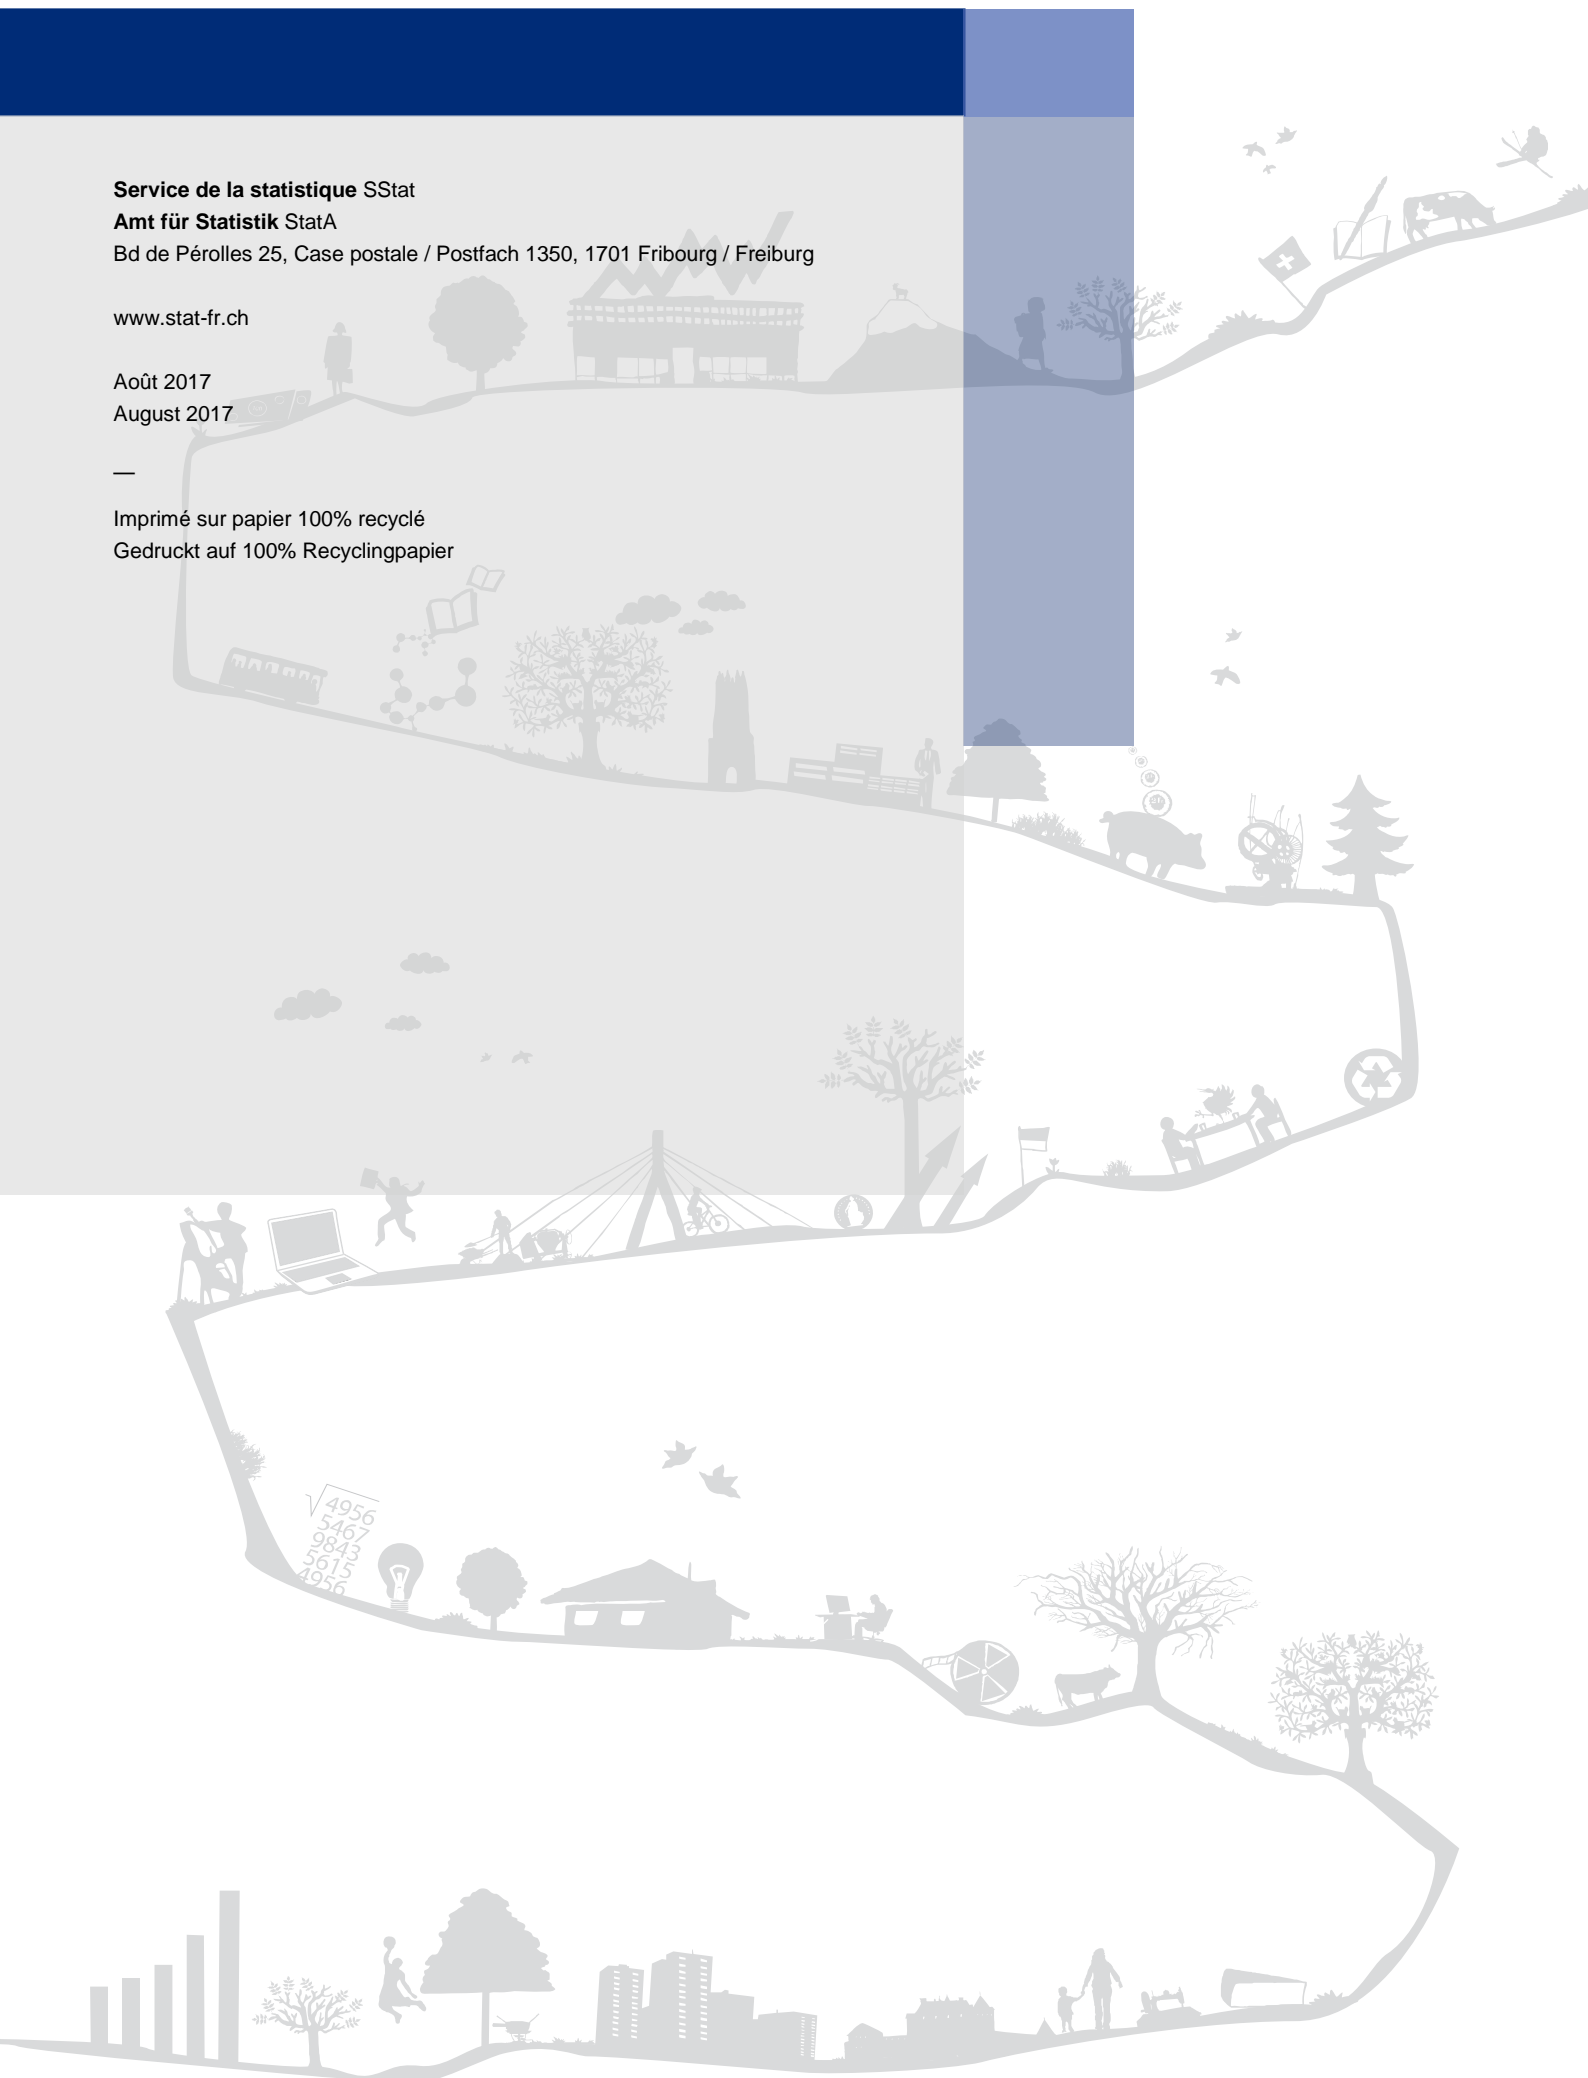 Service de la statistique SStat
Amt für Statistik StatA
Bd de Pérolles 25, Case postale / Postfach 1350, 1701 Fribourg / Freiburg
www.stat-fr.ch
Août 2017
August 2017
—
Imprimé sur papier 100% recyclé
Gedruckt auf 100% Recyclingpapier
4956
5467
9843
5615
4956